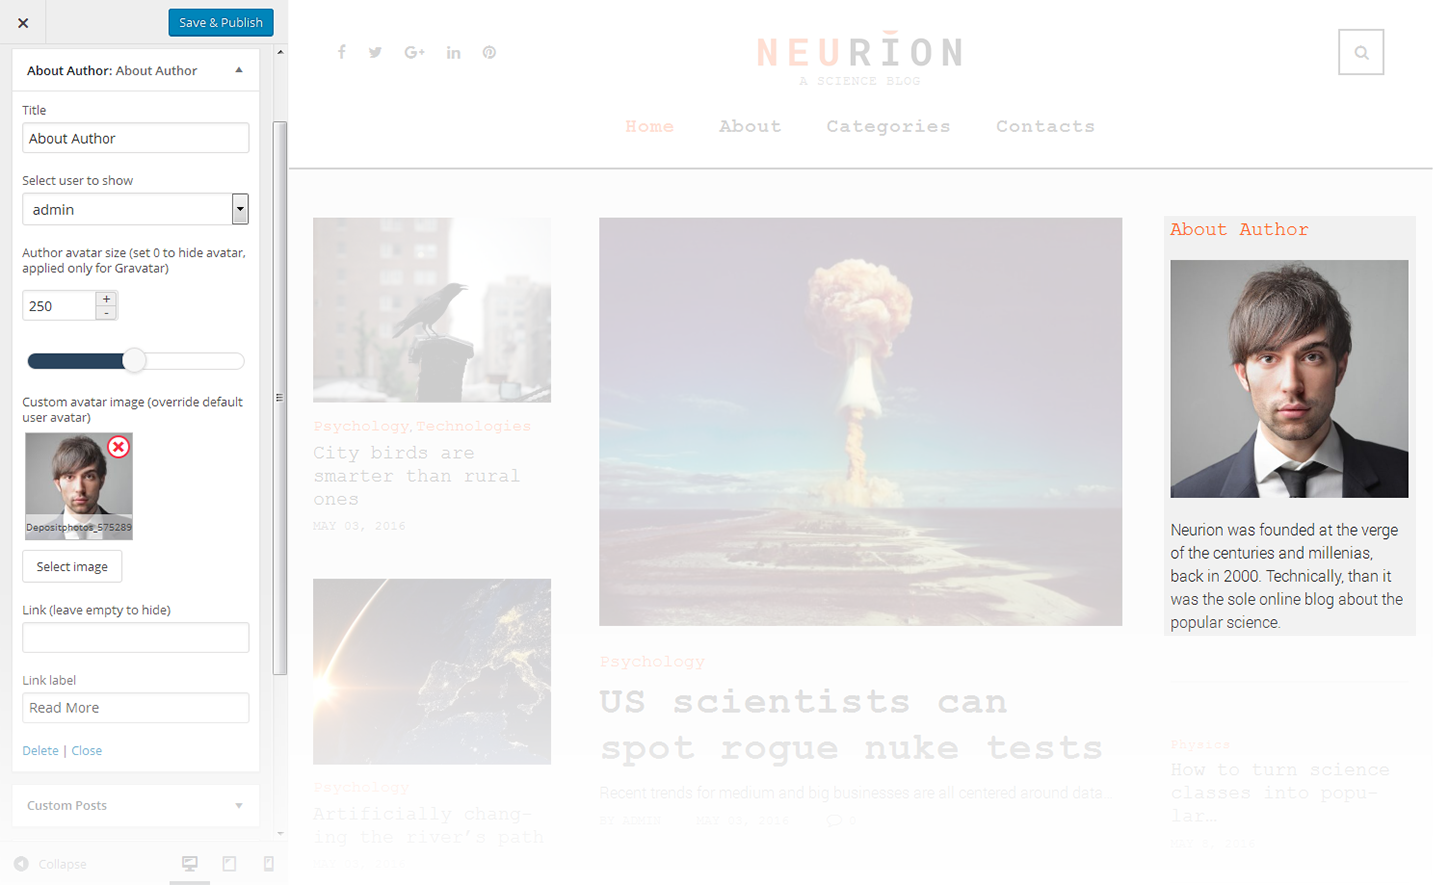 Save & Publish
About Author: About Author
Title
About Author
Select user to show
admin
Author avatar size (set 0 to hide avatar,
applied only for Gravatar)
250
+
-
Custom avatar image (override default
user avatar)
Depositphotos_575289
Select image
Link (leave empty to hide)
Link label
Read More
Delete | Close
Custom Posts
Collapse
NEURION
A SCIENCE BLOG
Home
About
Categories
Contacts
Psychology, Technologies
City birds are
smarter than rural
ones
MAY 03, 2016
Psychology
Artificially chang-
ing the river's path
Psychology
US scientists can
spot rogue nuke tests
Recent trends for medium and big businesses are all centered around data...
BY ADMIN
MAY 03, 2016
0
About Author
Neurion was founded at the verge
of the centuries and millenias,
back in 2000. Technically, than it
was the sole online blog about the
popular science.
Physics
How to turn science
classes into popu-
lar...